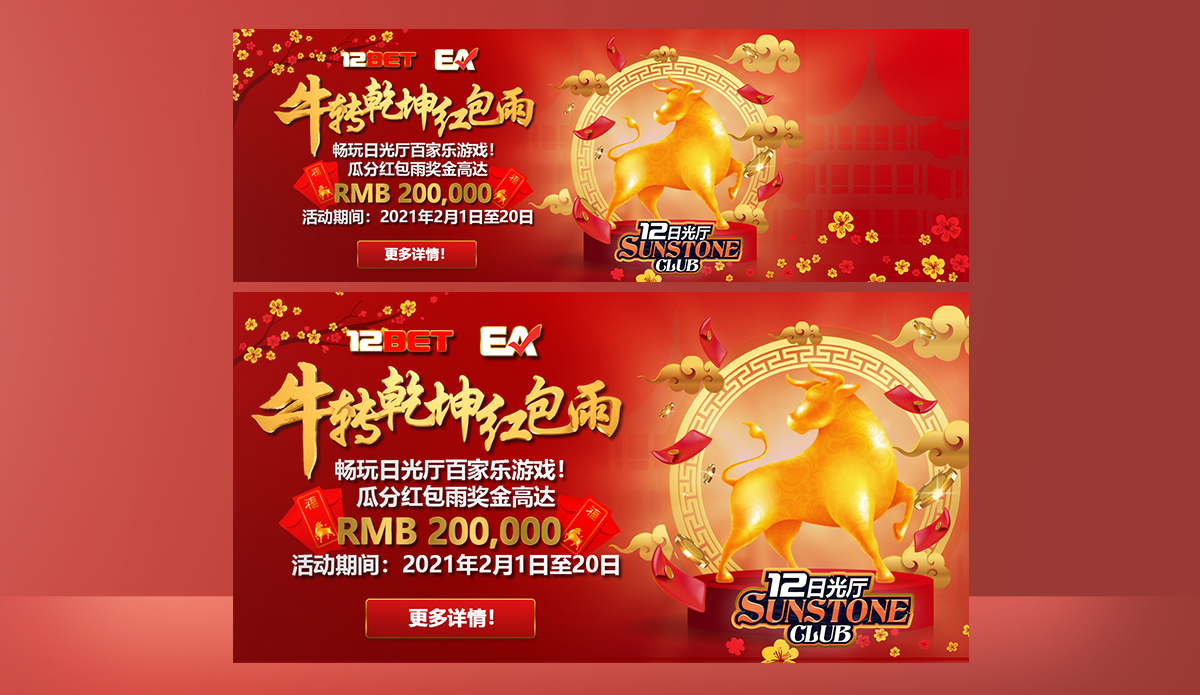 12BET EA
牛转乾坤红包雨
畅玩日光厅百家乐游戏!
瓜分红包雨奖金高达
福
RMB 200,000
活动期间：2021年2月1日至20日
更多详情!
12日光厅
SUNSTONE
CLUB
12BET EA
牛转乾坤红包雨
畅玩日光厅百家乐游戏!
瓜分红包雨奖金高达
福
福
RMB 200,000
活动期间：2021年2月1日至20日
更多详情!
12日光厅
SUNSTONE
CLUB